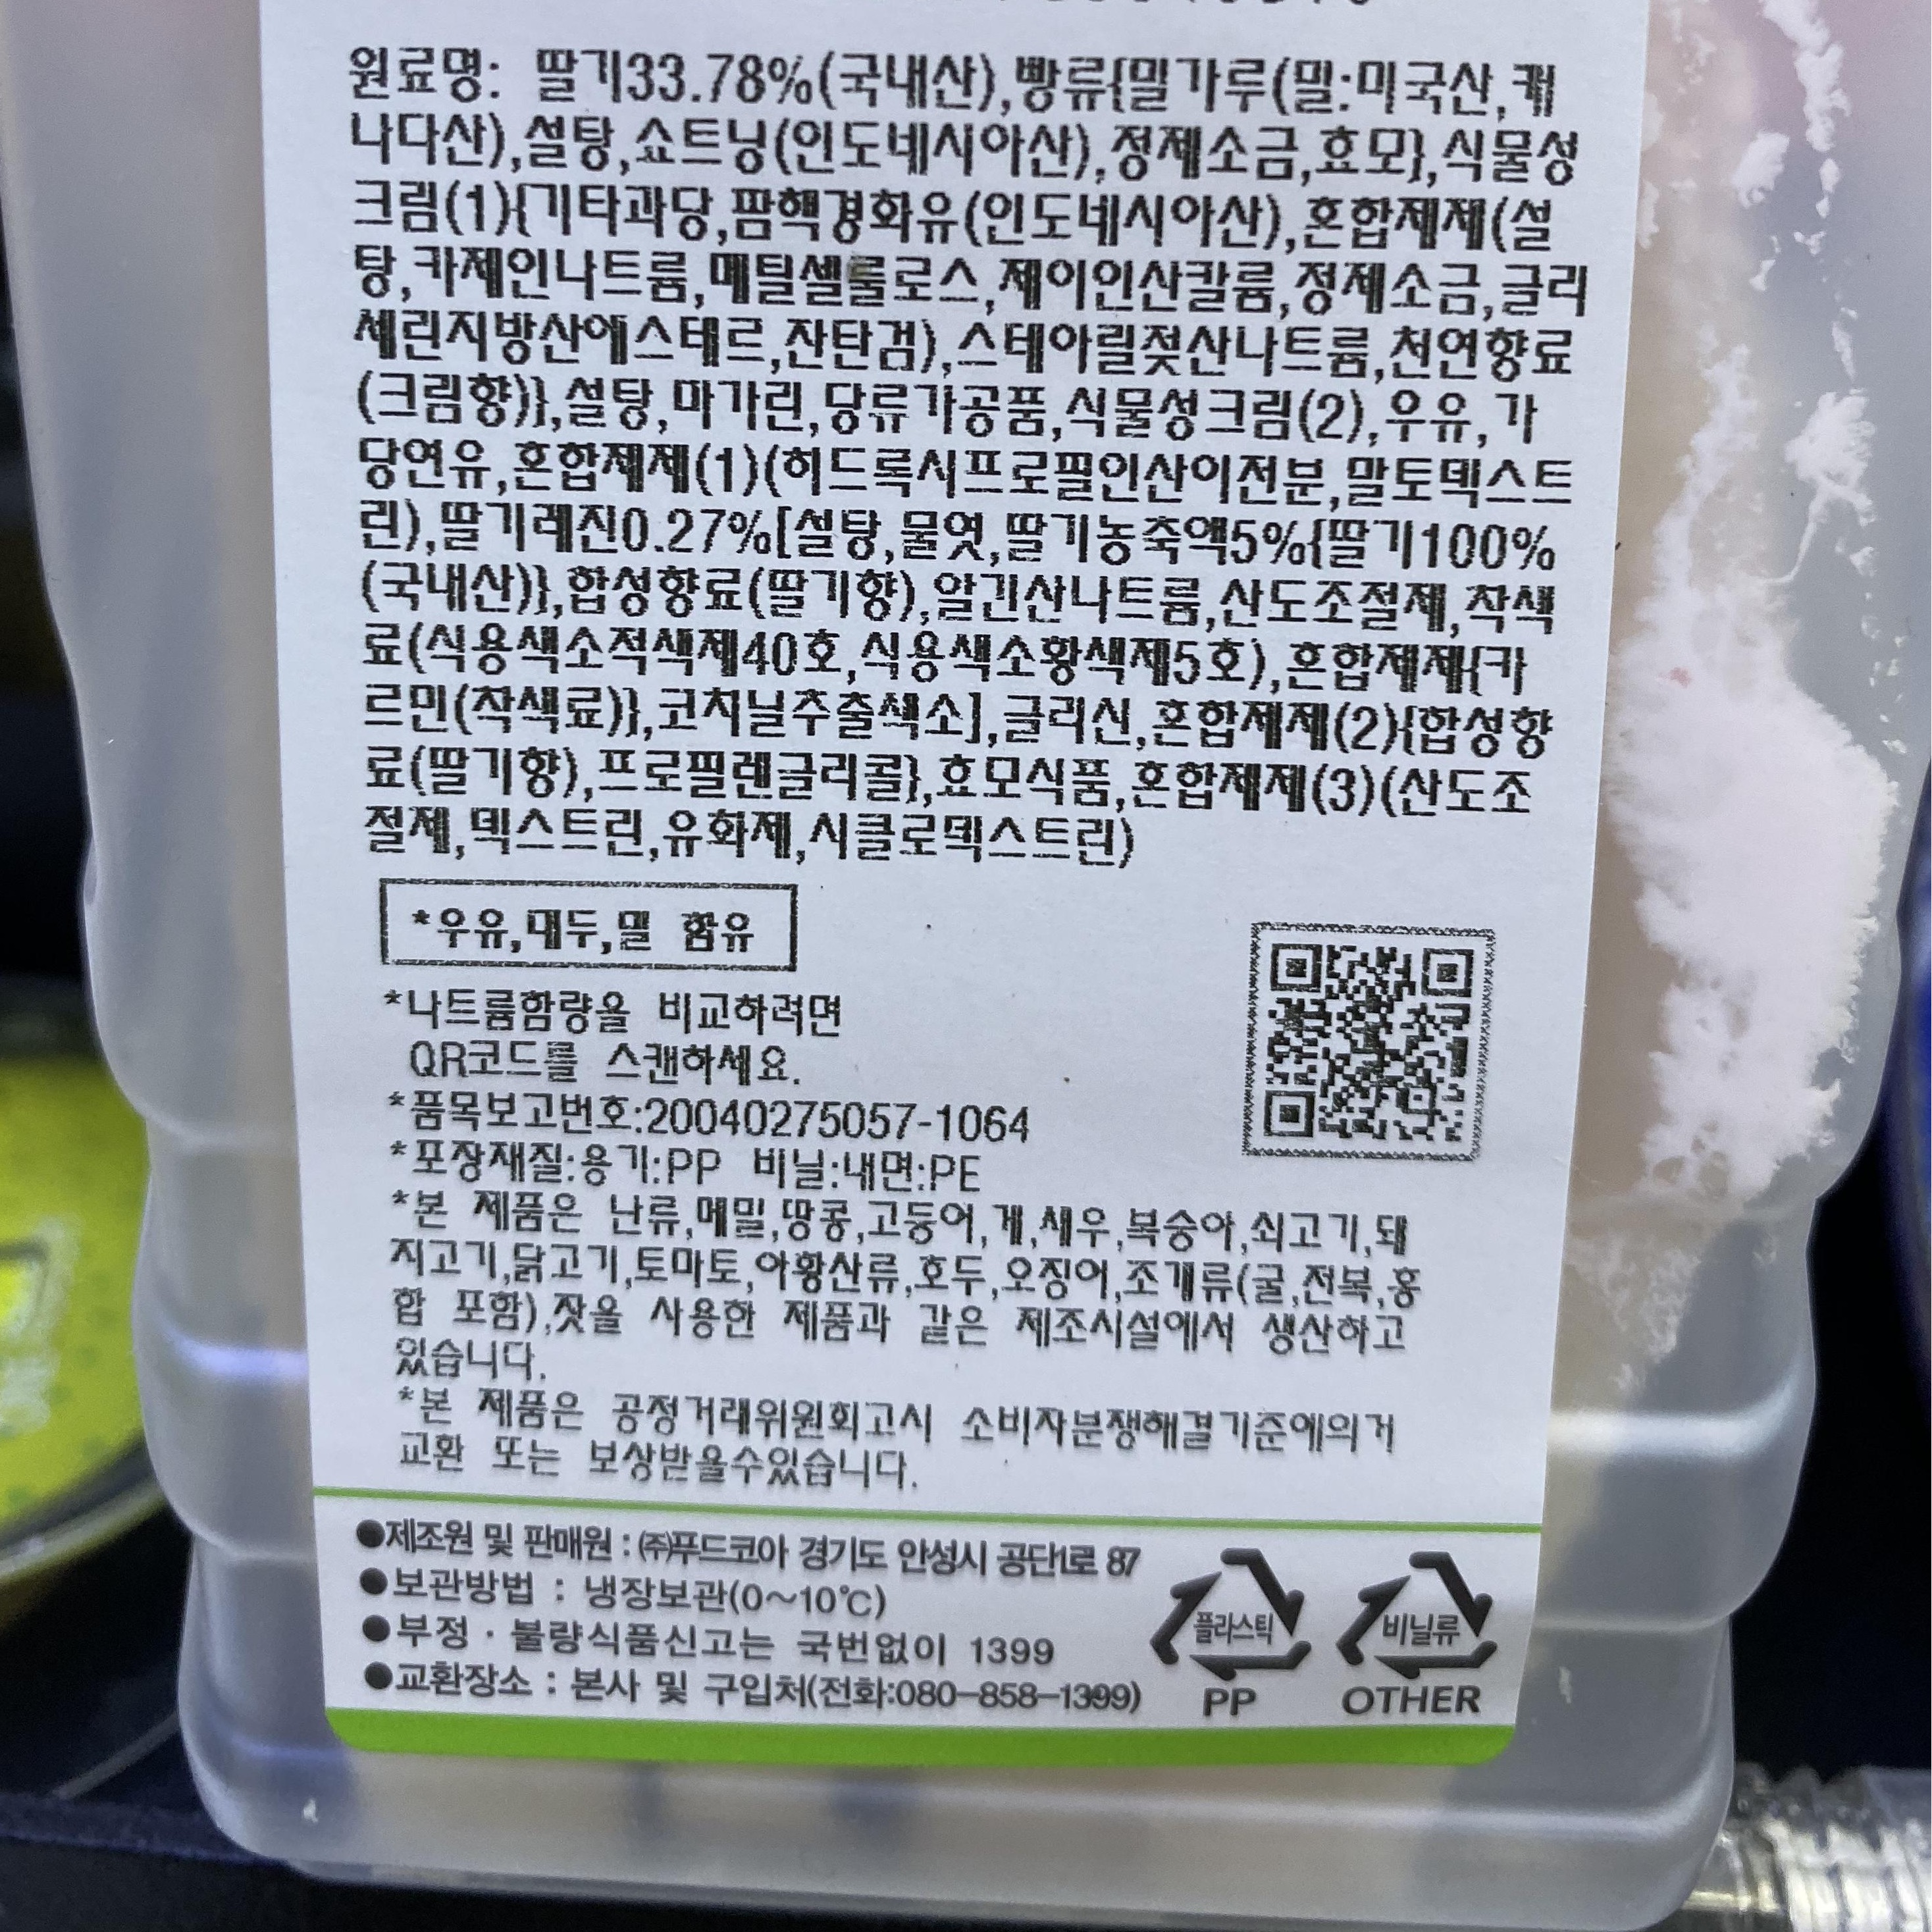 원료명: 딸기33.78%(국내산),빵류{밀가루(밀:미국산,캐
나다산),설탕,쇼트닝(인도네시아산),정제소금,효모},식물성
크림(1){기타과당,팜핵경화유(인도네시아산),혼합제제(설
탕,카제인나트륨,메틸셀룰로스,제이인산칼륨,정제소금,글리
세린지방산에스테르,잔탄검),스테아릴젖산나트륨,천연향료
(크림향)},설탕,마가린,당류가공품,식물성크림(2),우유,가
당연유,혼합제제(1)(히드록시프로필인산이전분,말토덱스트
린),딸기레진0.27%[설탕,물엿,딸기농축액5%{딸기100%
(국내산)},합성향료(딸기향),알긴산나트륨,산도조절제,착색
료(식용색소적색제40호,식용색소황색제5호),혼합제제{카
르민(착색료)},코치닐추출색소],글리신,혼합제제(2){합성향
료(딸기향),프로필렌글리콜},효모식품,혼합제제(3)(산도조
절제,덱스트린,유화제,시클로덱스트린)
*우유,대두,밀 함유
*나트륨함량을 비교하려면
QR코드를 스캔하세요.
*품목보고번호:20040275057-1064
*포장재질:용기:PP 비닐:내면:PE
*본 제품은 난류,메밀,땅콩,고등어,게,새우,복숭아,쇠고기,돼
지고기,닭고기,토마토,아황산류,호두,오징어,조개류(굴,전복,홍
합 포함),잣을 사용한 제품과 같은 제조시설에서 생산하고
있습니다.
*본 제품은 공정거래위원회고시 소비자분쟁해결기준에의거
교환 또는 보상받을수있습니다.
●제조원 및 판매원 : ㈜푸드코아 경기도 안성시 공단1로 87
●보관방법 : 냉장보관(0~10℃)
●부정 · 불량식품신고는 국번없이 1399
●교환장소 : 본사 및 구입처(전화:080-858-1399)
플라스틱
PP
비닐류
OTHER